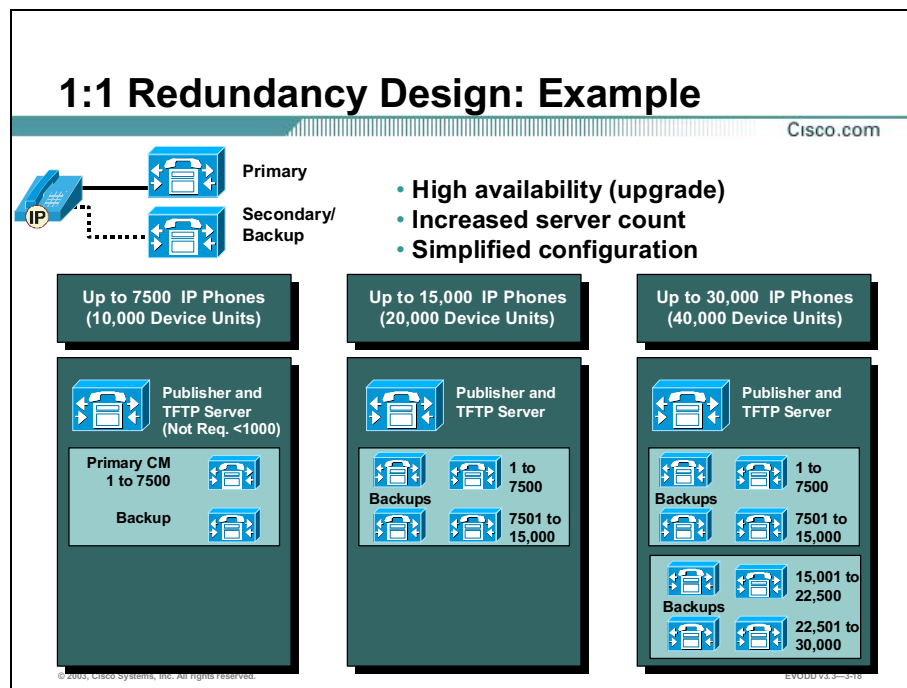 1:1 Redundancy Design: Example
Cisco.com
IP
Primary
Secondary/
Backup
• High availability (upgrade)
• Increased server count
• Simplified configuration
Up to 7500 IP Phones
(10,000 Device Units)
Publisher and
TFTP Server
(Not Req. <1000)
Primary CM
1 to 7500
Backup
Up to 15,000 IP Phones
(20,000 Device Units)
Publisher and
TFTP Server
Backups
1 to
7500
7501 to
15,000
Up to 30,000 IP Phones
(40,000 Device Units)
Publisher and
TFTP Server
Backups
1 to
7500
7501 to
15,000
Backups
15,001 to
22,500
22,501 to
30,000
© 2003, Cisco Systems, Inc. All rights reserved.
EVODD v3.3—3-18